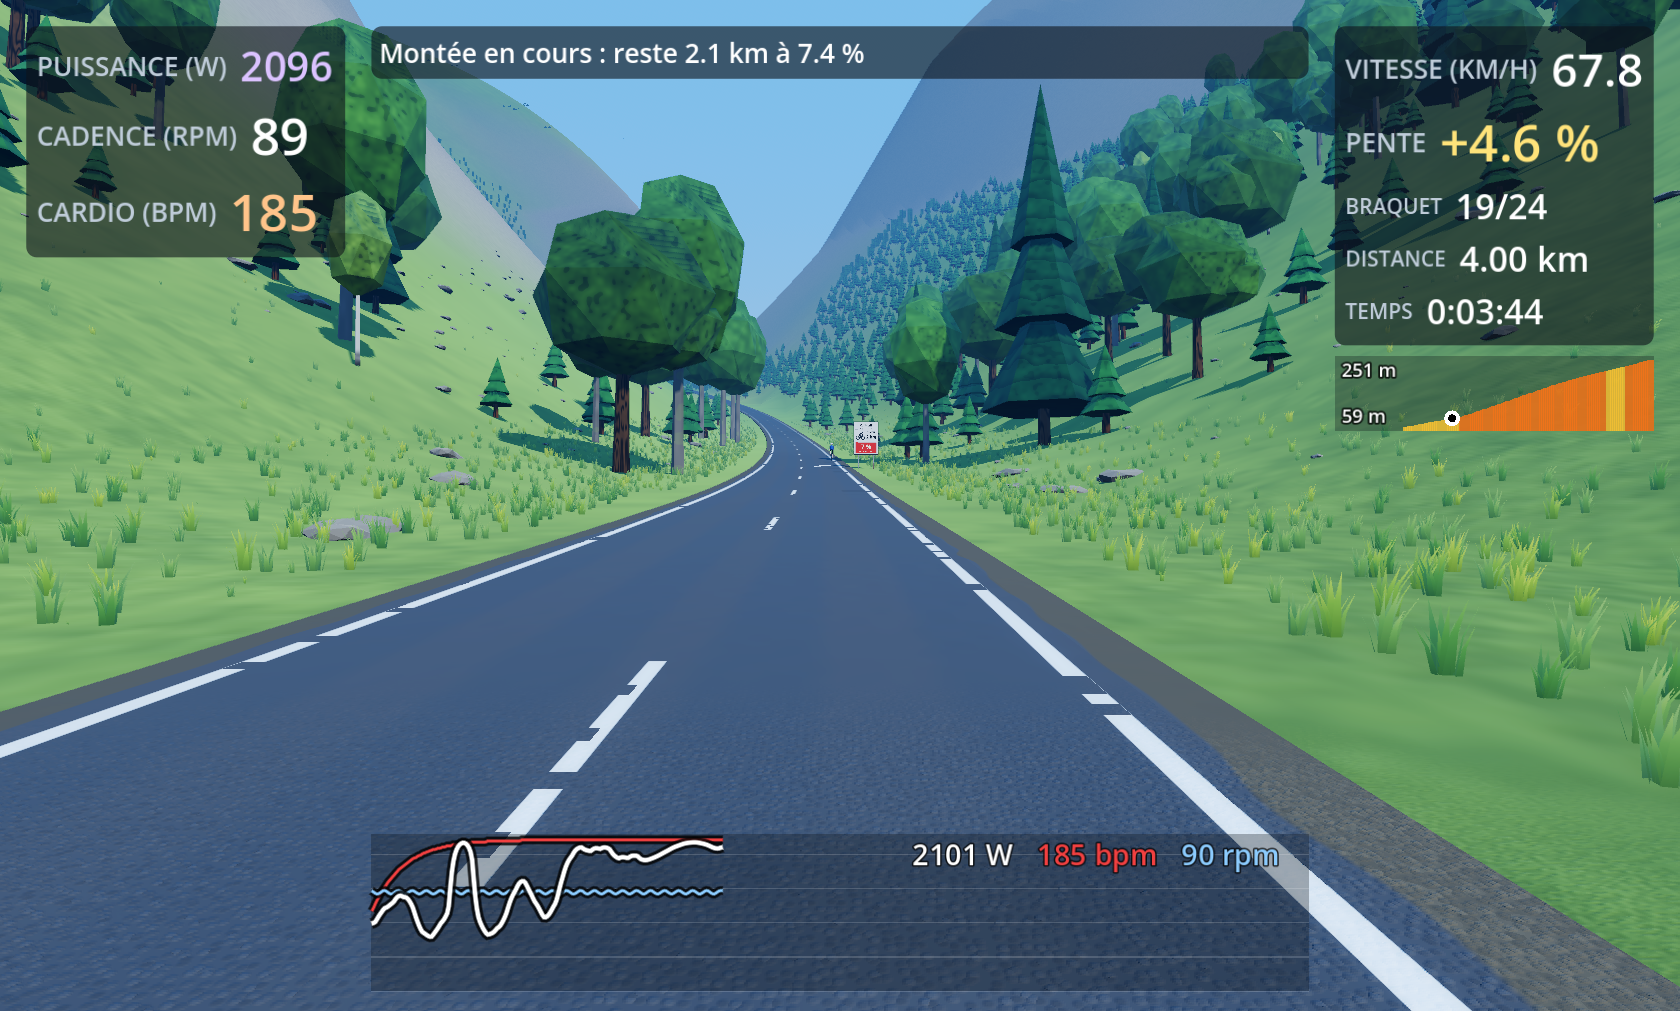 PUISSANCE (W) 2096
CADENCE (RPM) 89
CARDIO (BPM) 185
Montée en cours : reste 2.1 km à 7.4 %
VITESSE (KM/H) 67.8
PENTE +4.6 %
BRAQUET 19/24
DISTANCE 4.00 km
TEMPS 0:03:44
251 m
59 m
2101 W 185 bpm 90 rpm